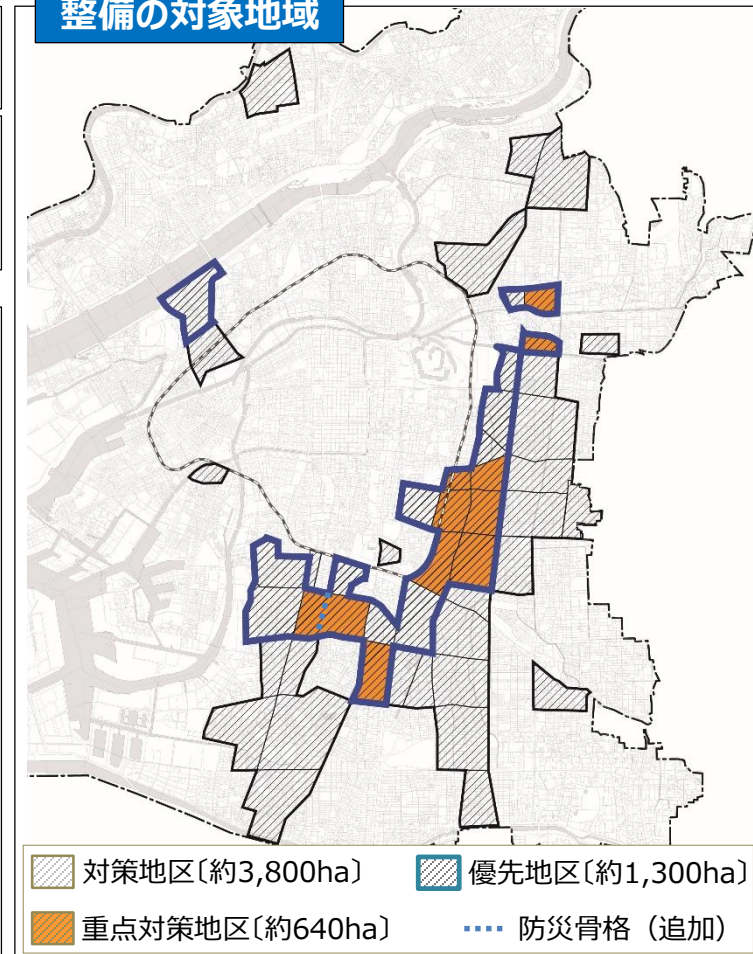 整備の対象地域
対策地区〔約3,800ha〕 優先地区〔約1,300ha〕
重点対策地区〔約640ha〕 防災骨格（追加）